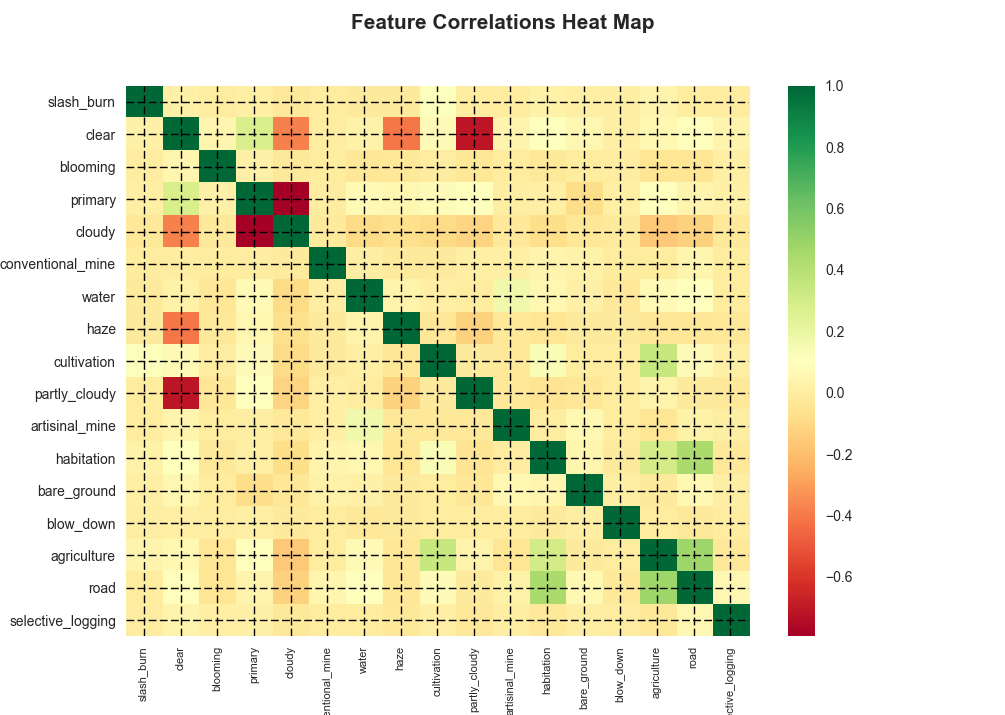 Feature Correlations Heat Map
slash_burn
clear
blooming
primary
cloudy
conventional_mine
water
haze
cultivation
partly_cloudy
artisinal_mine
habitation
bare_ground
blow_down
agriculture
road
selective_logging
1.0
0.8
0.6
0.4
0.2
0.0
−0.2
−0.4
−0.6
slash_burn
clear
blooming
primary
cloudy
entional_mine
water
haze
cultivation
partly_cloudy
artisinal_mine
habitation
bare_ground
blow_down
agriculture
road
ective_logging